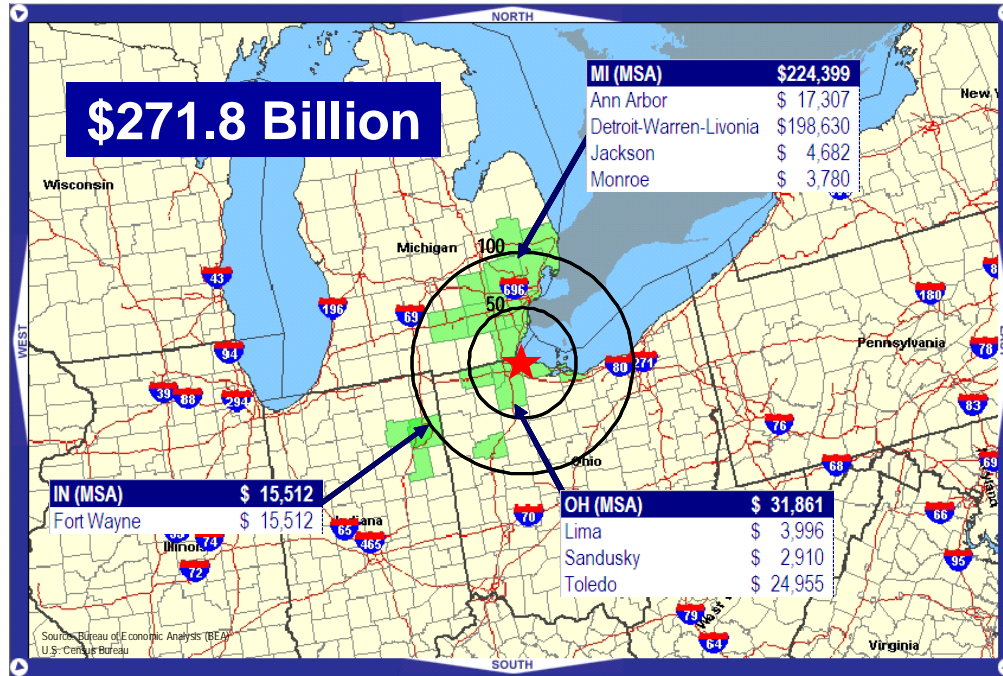 NORTH
$271.8 Billion
MI (MSA) $224,399
Ann Arbor $ 17,307
Detroit-Warren-Livonia $198,630
Jackson $ 4,682
Monroe $ 3,780
New
Wisconsin
Michigan
100
696
50
43
196
69
180
WEST
94
80
271
Pennsylvania
78
39
88
294
83
76
Ohio
68
69
IN (MSA) $ 15,512
Fort Wayne $ 15,512
OH (MSA) $ 31,861
Lima $ 3,996
Sandusky $ 2,910
Toledo $ 24,955
70
65
465
74
Illinois
72
66
95
79
64
West
Virginia
Source: Bureau of Economic Analysis (BEA)
U.S. Census Bureau
SOUTH